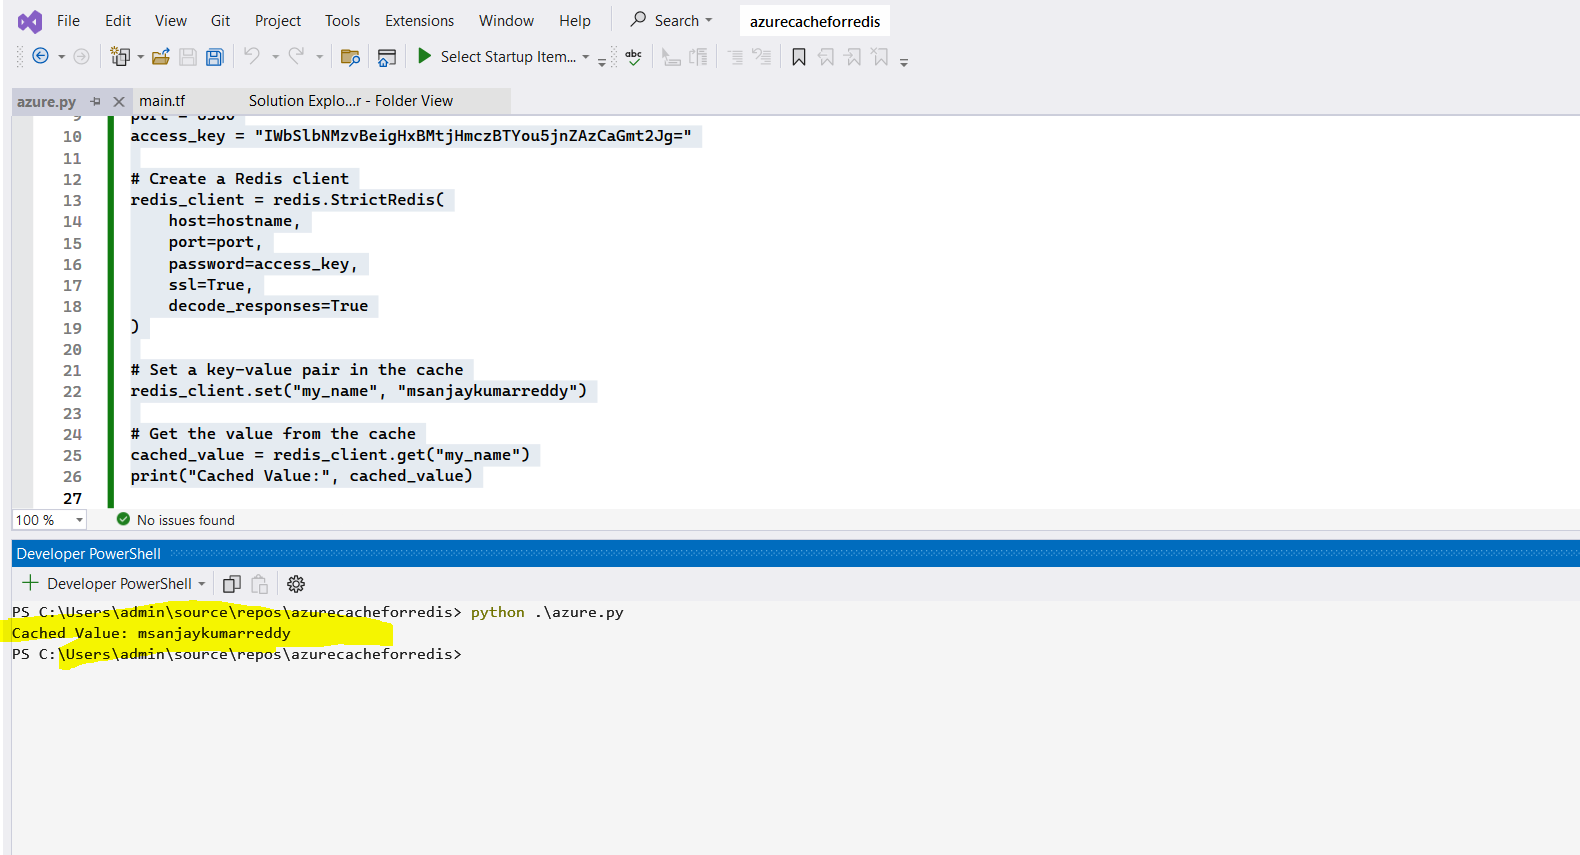 File Edit View Git Project Tools Extensions Window Help Search azurecacheforredis
Select Startup Item...
azure.py main.tf Solution Explo...r - Folder View
9 port = 6380
10 access_key = "IWbSlbNMzvBeigHxBMtjHmczBTYou5jnZAzCaGmt2Jg="
11
12 # Create a Redis client
13 redis_client = redis.StrictRedis(
14 host=hostname,
15 port=port,
16 password=access_key,
17 ssl=True,
18 decode_responses=True
19 )
20
21 # Set a key-value pair in the cache
22 redis_client.set("my_name", "msanjaykumarreddy")
23
24 # Get the value from the cache
25 cached_value = redis_client.get("my_name")
26 print("Cached Value:", cached_value)
27
100 % No issues found
Developer PowerShell
Developer PowerShell
PS C:\Users\admin\source\repos\azurecacheforredis> python .\azure.py
Cached Value: msanjaykumarreddy
PS C:\Users\admin\source\repos\azurecacheforredis>